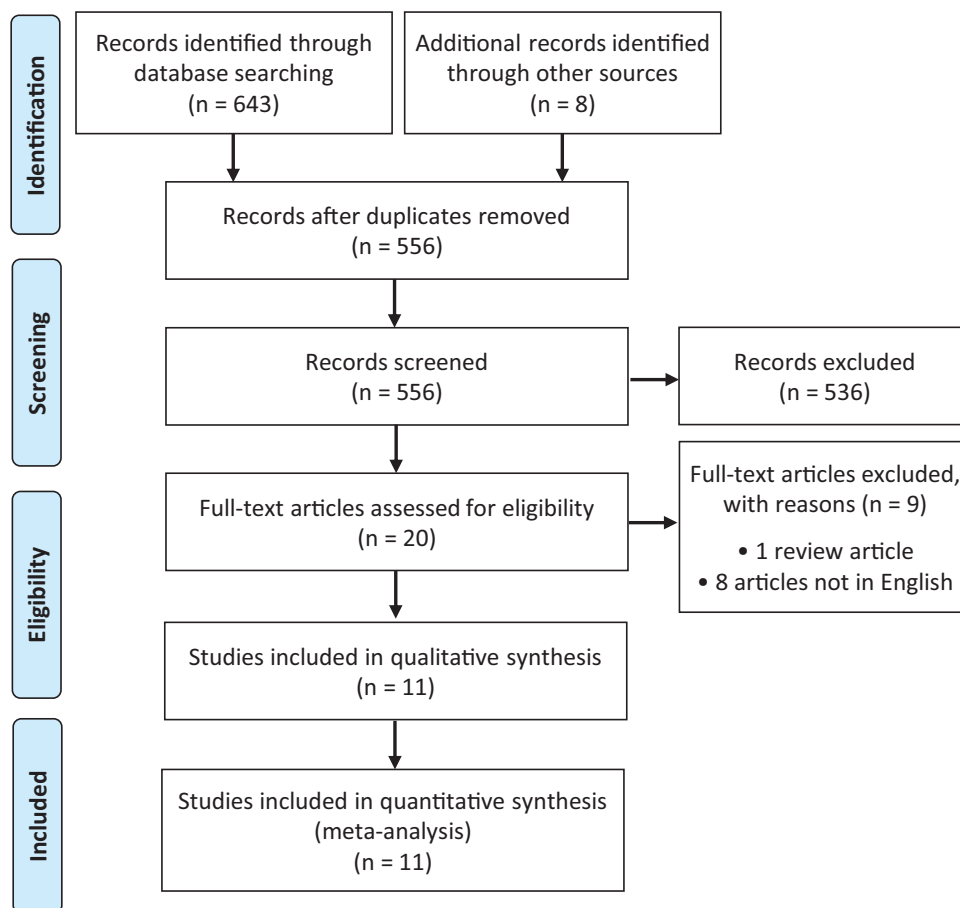 Identification
Records identified through
database searching
(n = 643)
Additional records identified
through other sources
(n = 8)
Records after duplicates removed
(n = 556)
Screening
Records screened
(n = 556)
Records excluded
(n = 536)
Eligibility
Full-text articles assessed for eligibility
(n = 20)
Full-text articles excluded,
with reasons (n = 9)
• 1 review article
• 8 articles not in English
Studies included in qualitative synthesis
(n = 11)
Included
Studies included in quantitative synthesis
(meta-analysis)
(n = 11)